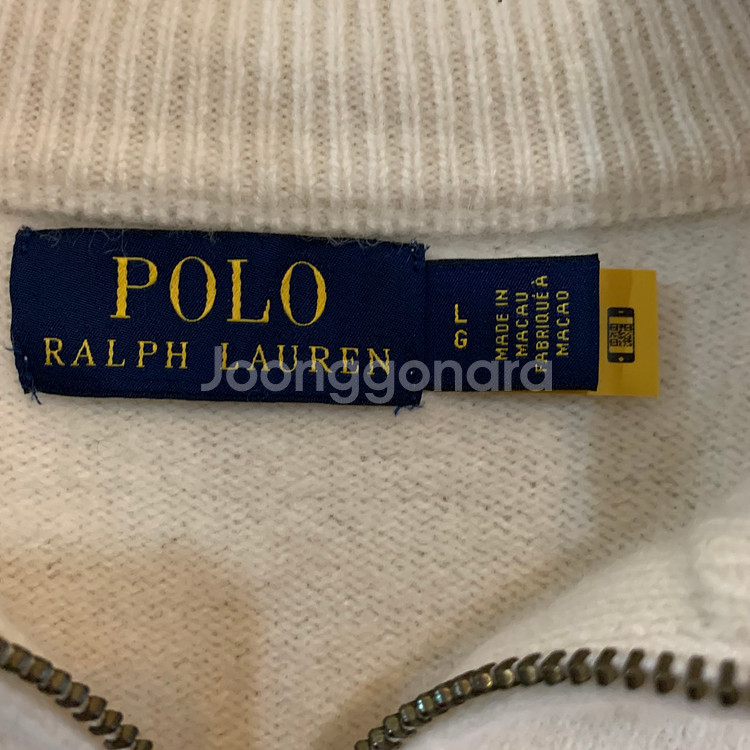 POLO
RALPH LAUREN
L
G
MADE IN
MACAU
FABRIQUÉ À
MACAO
Joonggonara